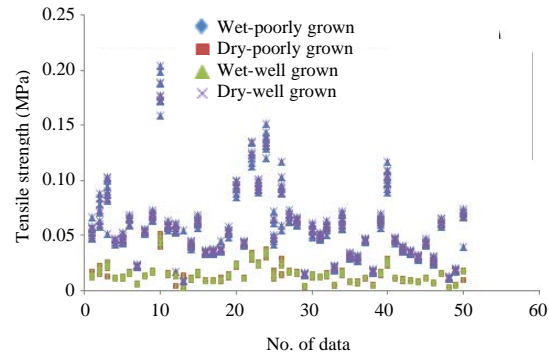 0.25
0.20
0.15
0.10
0.05
0
Tensile strength (MPa)
Wet-poorly grown
Dry-poorly grown
Wet-well grown
Dry-well grown
0 10 20 30 40 50 60
No. of data